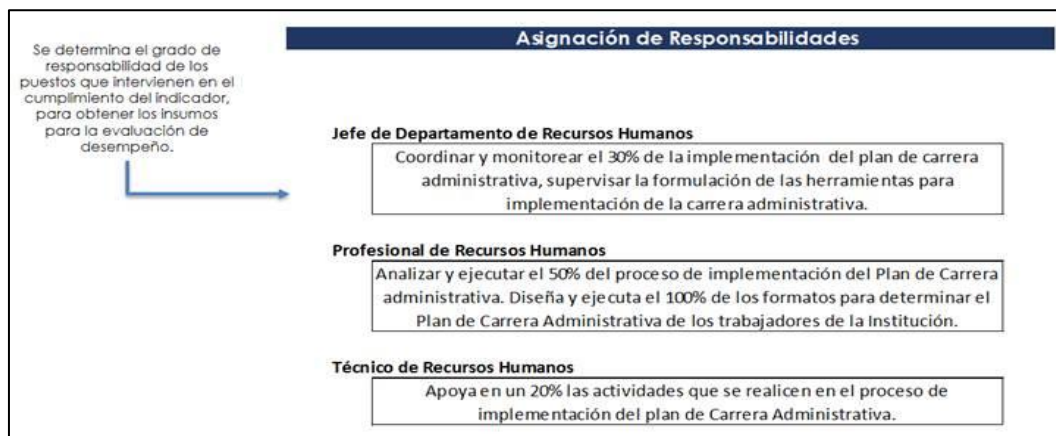 Se determina el grado de
responsabilidad de los
puestos que intervienen en el
cumplimiento del indicador,
para obtener los insumos
para la evaluación de
desempeño.
Asignación de Responsabilidades
Jefe de Departamento de Recursos Humanos
Coordinar y monitorear el 30% de la implementación del plan de carrera
administrativa, supervisar la formulación de las herramientas para
implementación de la carrera administrativa.
Profesional de Recursos Humanos
Analizar y ejecutar el 50% del proceso de implementación del Plan de Carrera
administrativa. Diseña y ejecuta el 100% de los formatos para determinar el
Plan de Carrera Administrativa de los trabajadores de la Institución.
Técnico de Recursos Humanos
Apoya en un 20% las actividades que se realicen en el proceso de
implementación del plan de Carrera Administrativa.